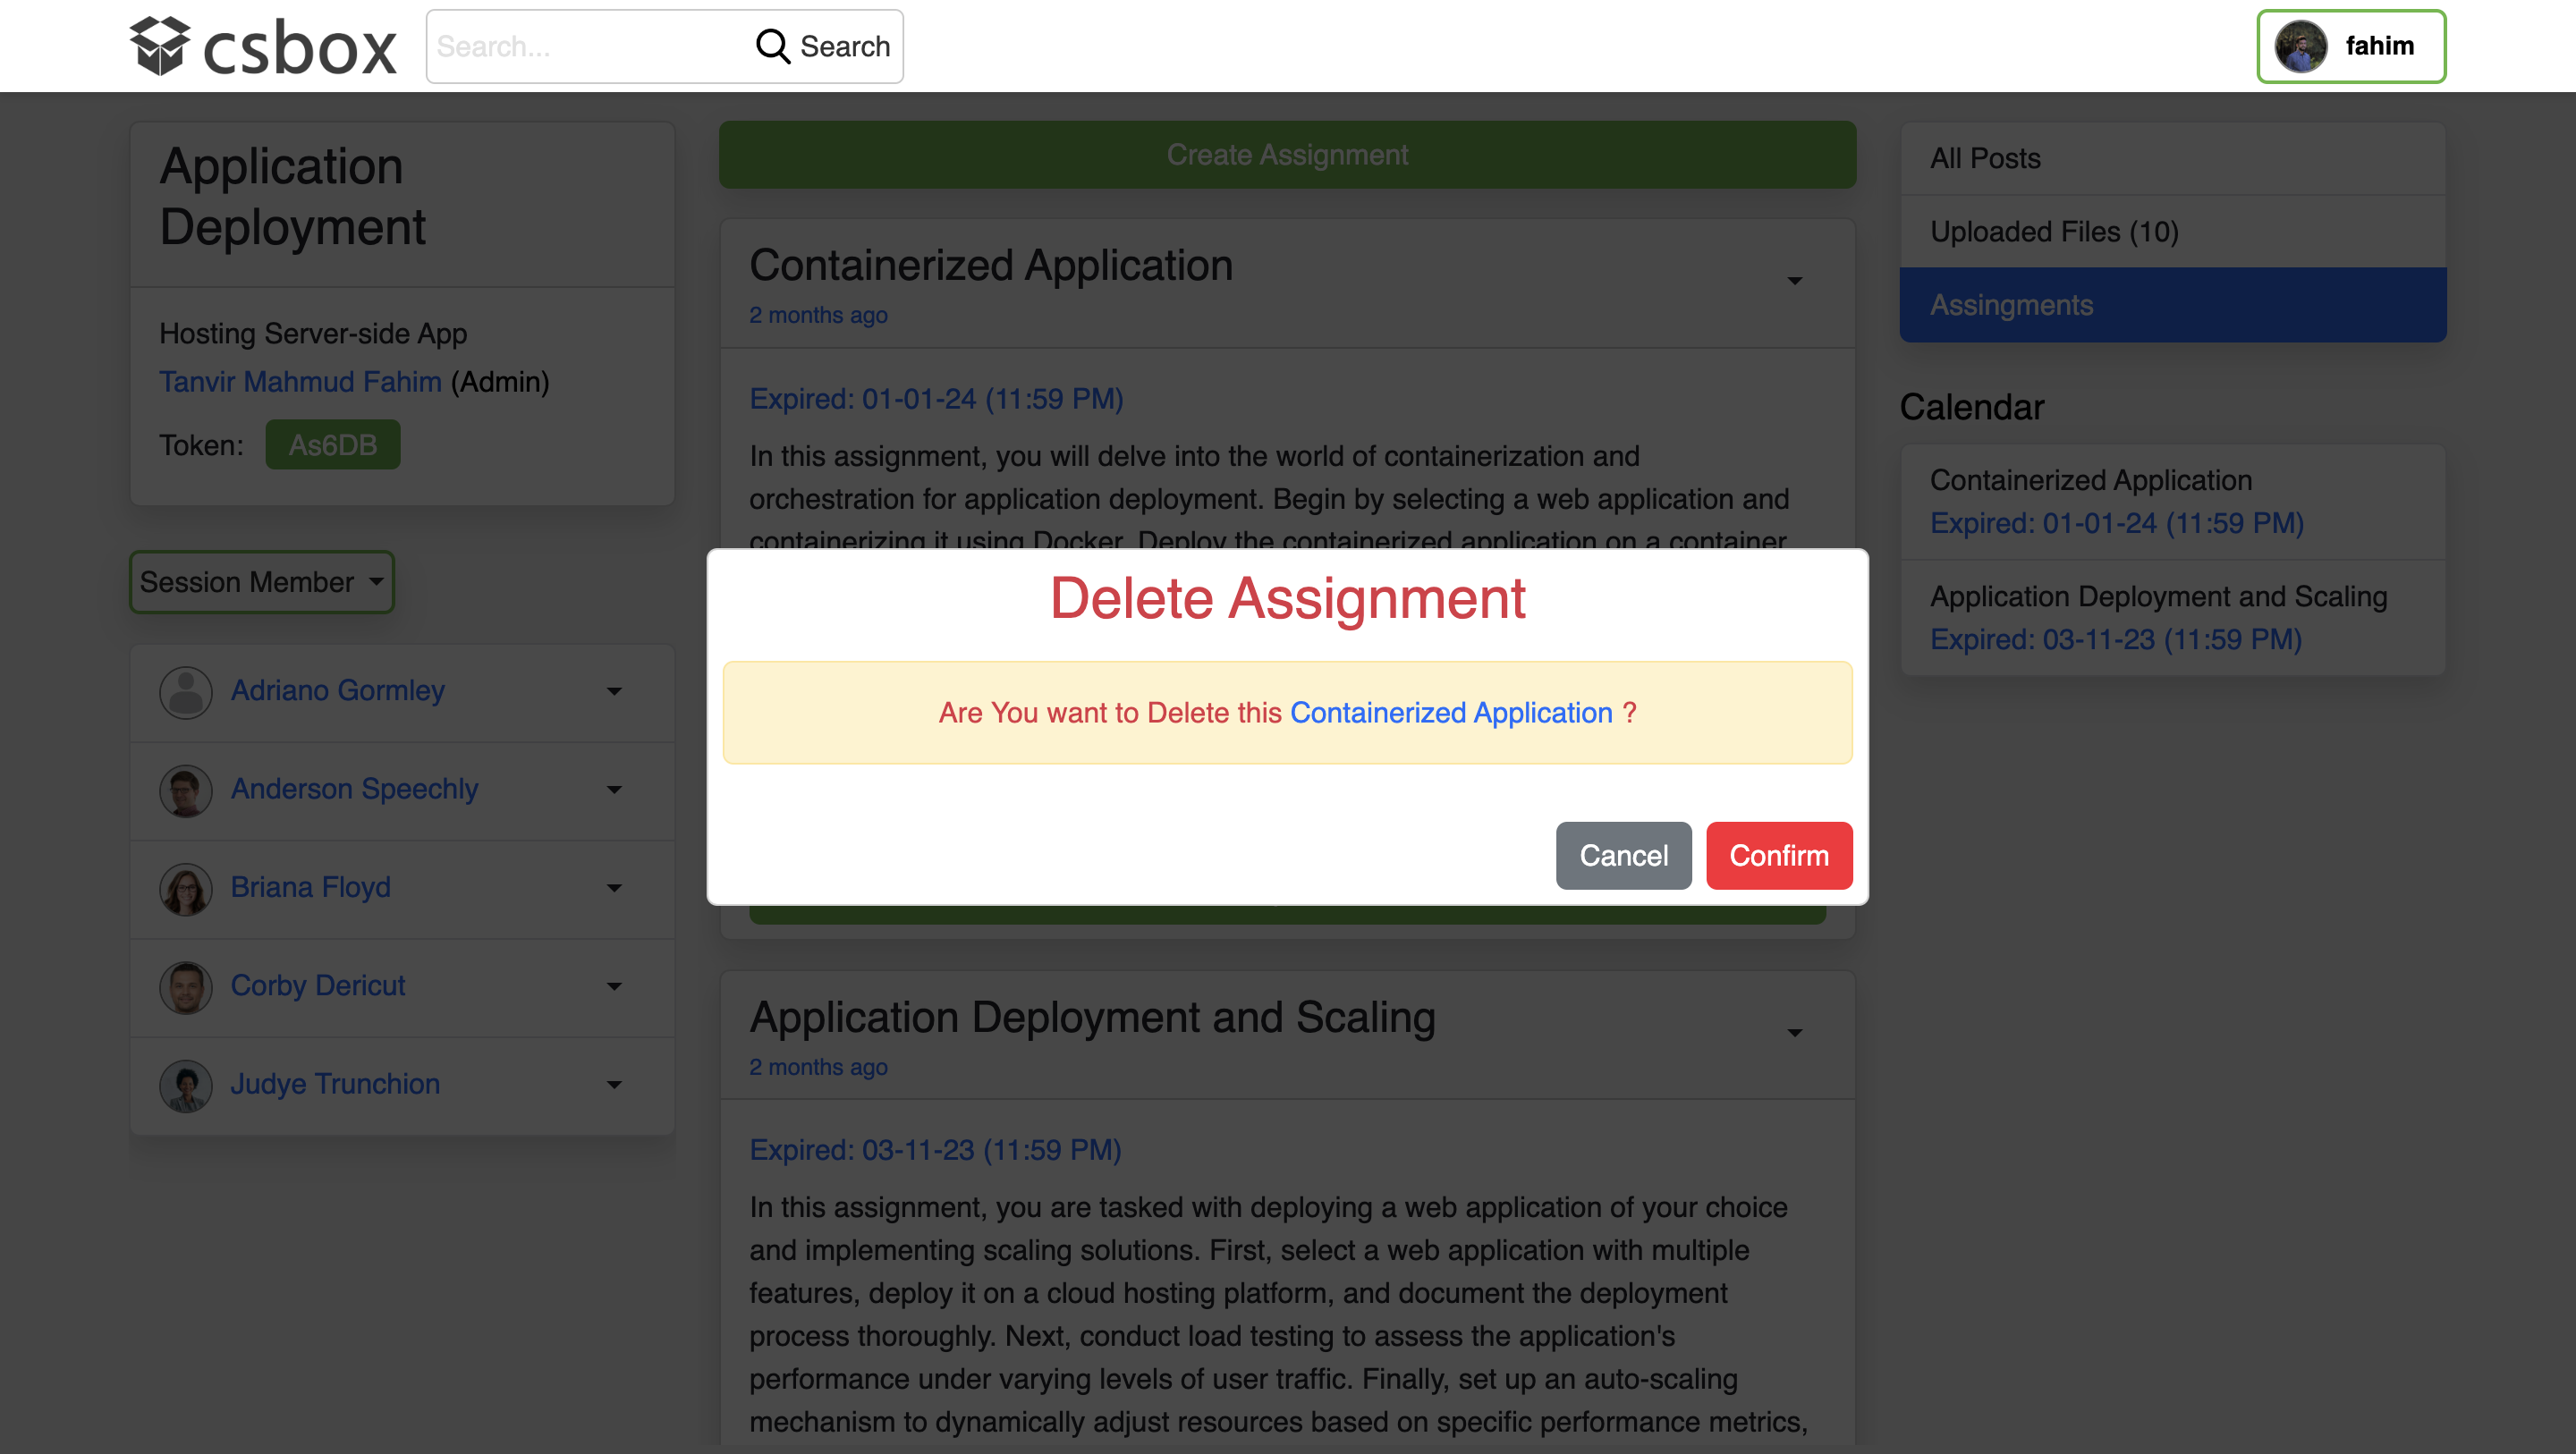 csbox
Search...
Search
fahim
Application
Deployment
Hosting Server-side App
Tanvir Mahmud Fahim (Admin)
Token: As6DB
Session Member
Adriano Gormley
Anderson Speechly
Briana Floyd
Corby Dericut
Judye Trunchion
Create Assignment
Containerized Application
2 months ago
Expired: 01-01-24 (11:59 PM)
In this assignment, you will delve into the world of containerization and
orchestration for application deployment. Begin by selecting a web application and
containerizing it using Docker. Deploy the containerized application on a container
Delete Assignment
Are You want to Delete this Containerized Application ?
Cancel
Confirm
Application Deployment and Scaling
2 months ago
Expired: 03-11-23 (11:59 PM)
In this assignment, you are tasked with deploying a web application of your choice
and implementing scaling solutions. First, select a web application with multiple
features, deploy it on a cloud hosting platform, and document the deployment
process thoroughly. Next, conduct load testing to assess the application's
performance under varying levels of user traffic. Finally, set up an auto-scaling
mechanism to dynamically adjust resources based on specific performance metrics,
All Posts
Uploaded Files (10)
Assingments
Calendar
Containerized Application
Expired: 01-01-24 (11:59 PM)
Application Deployment and Scaling
Expired: 03-11-23 (11:59 PM)